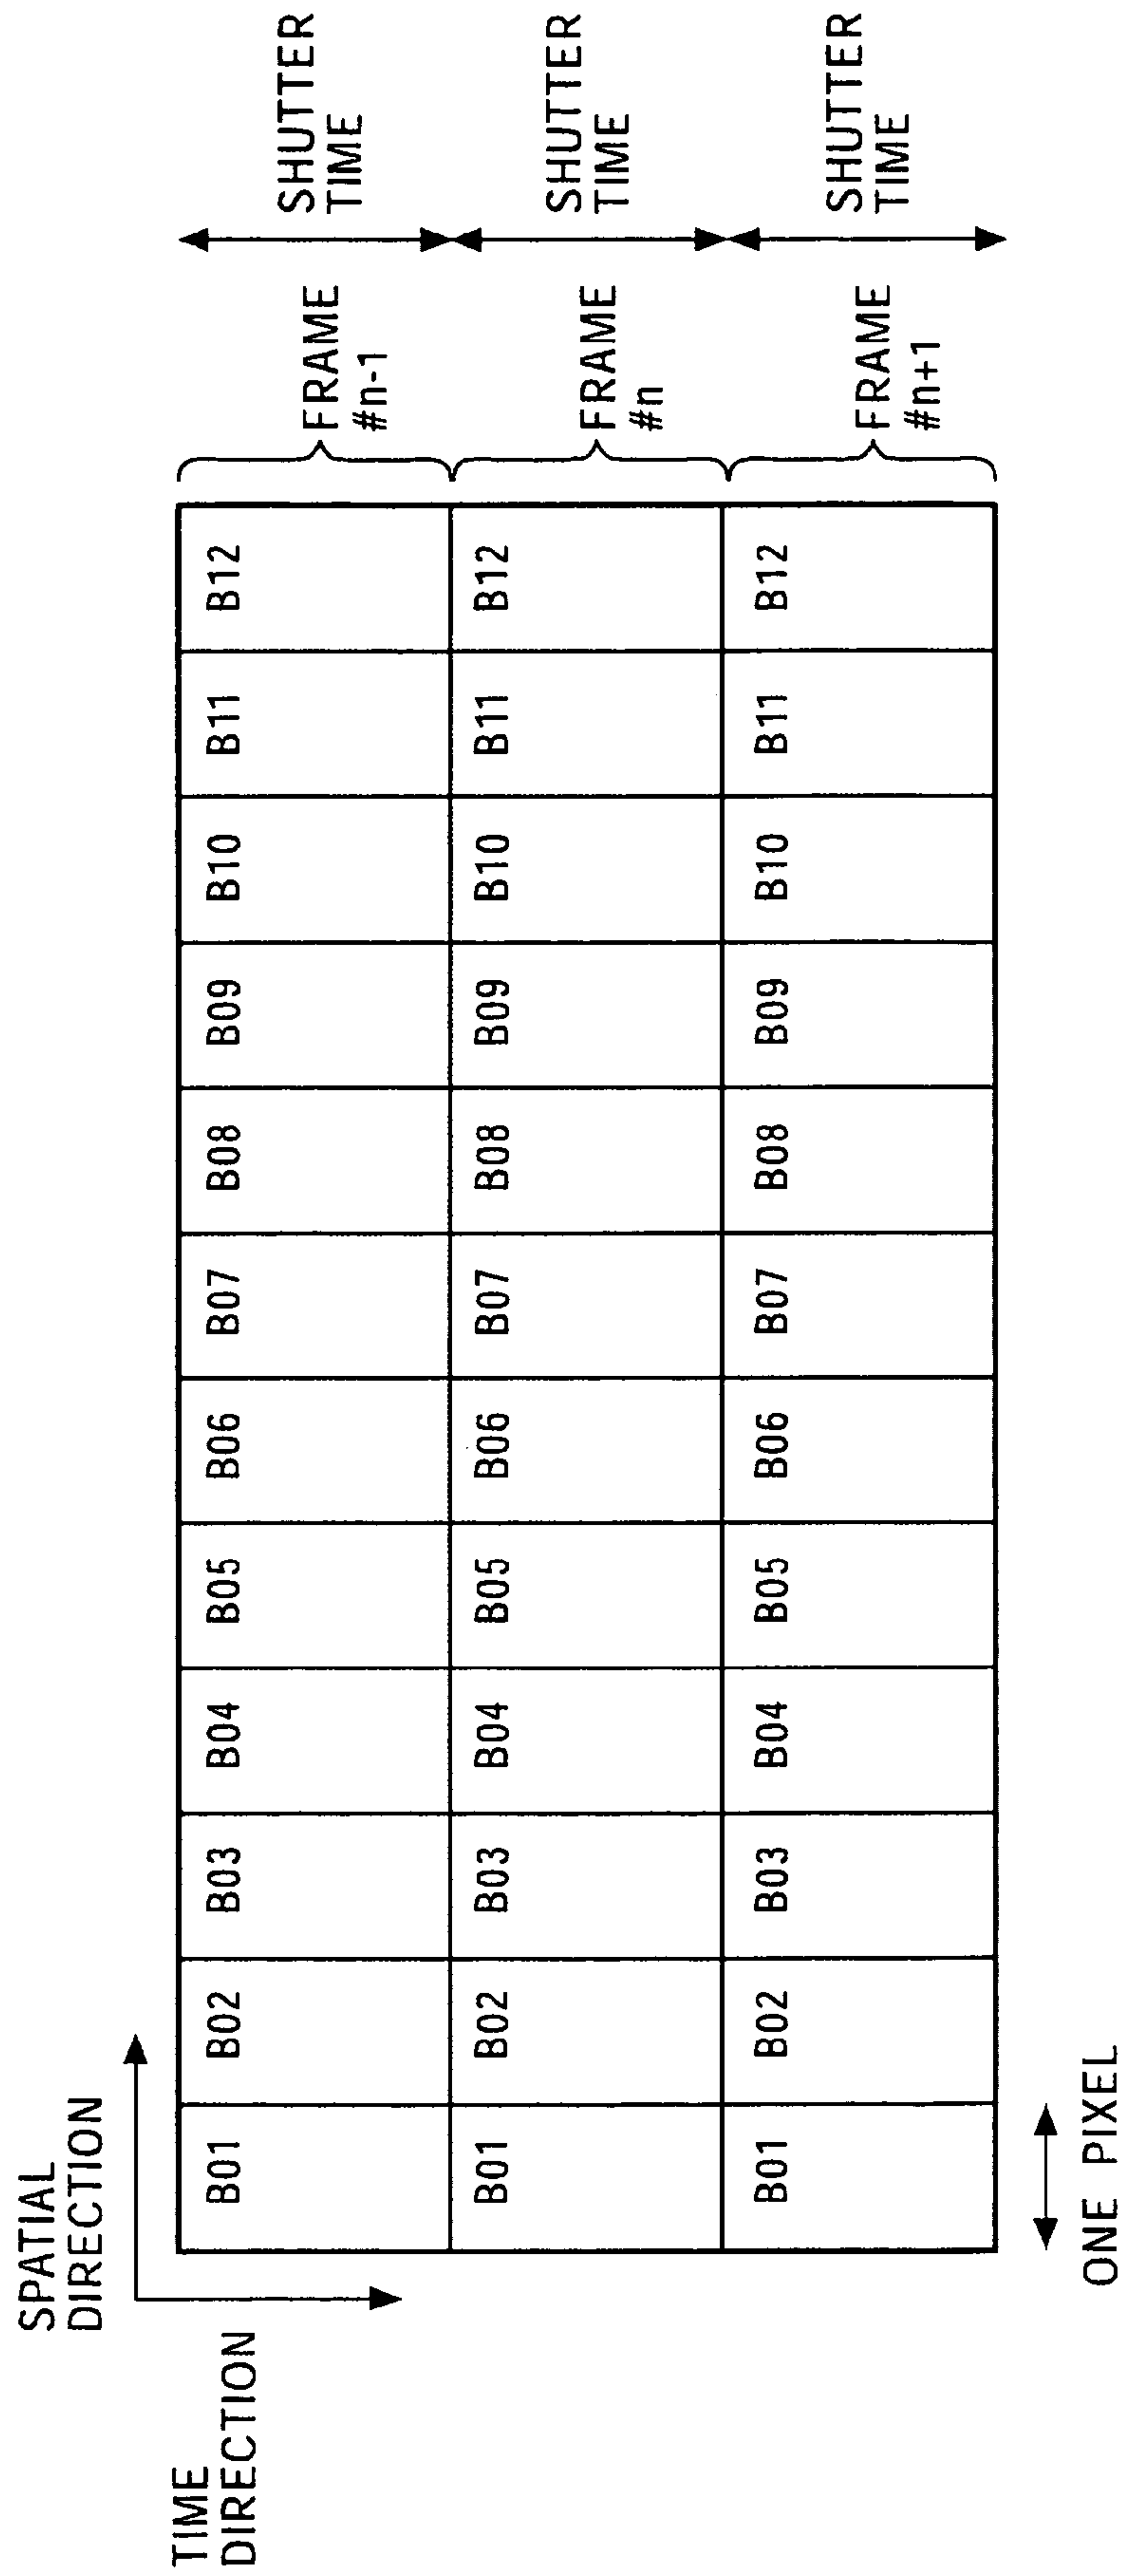 SPATIAL
DIRECTION
TIME
DIRECTION
B01 B02 B03 B04 B05 B06 B07 B08 B09 B10 B11 B12
FRAME
#n-1
SHUTTER
TIME
B01 B02 B03 B04 B05 B06 B07 B08 B09 B10 B11 B12
FRAME
#n
SHUTTER
TIME
B01 B02 B03 B04 B05 B06 B07 B08 B09 B10 B11 B12
FRAME
#n+1
SHUTTER
TIME
ONE PIXEL